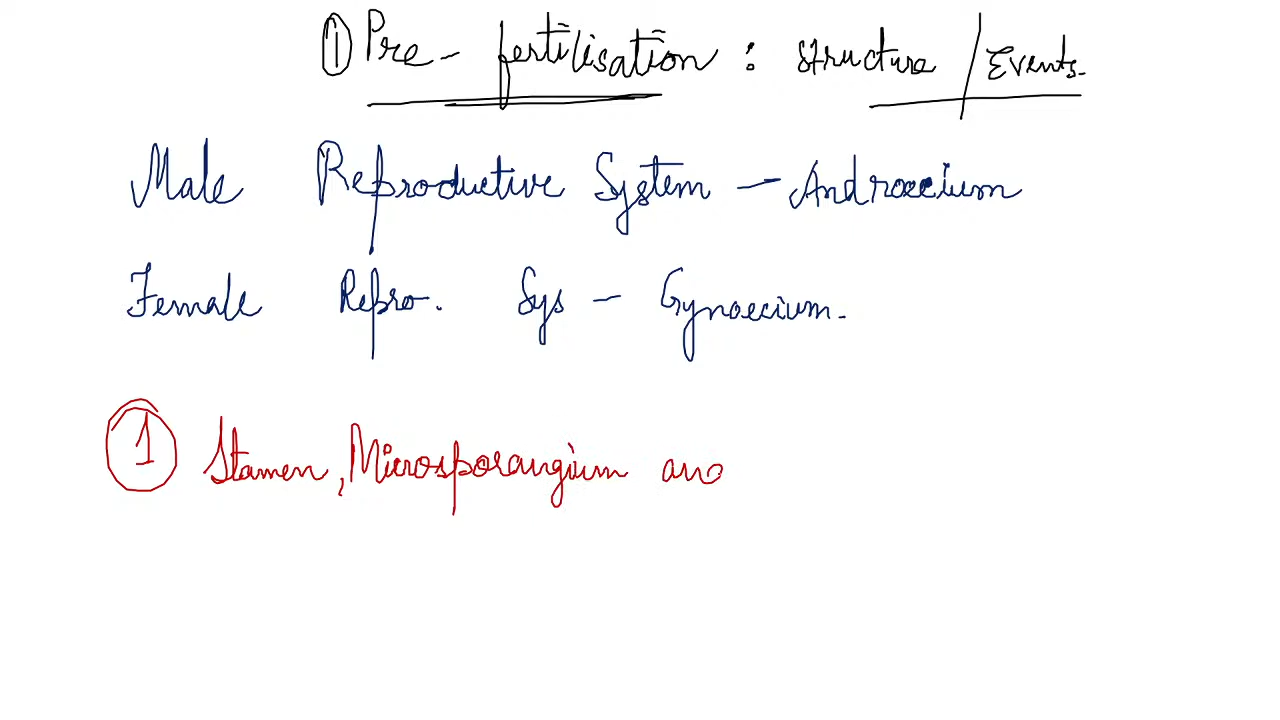 ① Pre- fertilisation : structure / Events.
Male Reproductive System – Androecium
Female Repro. Sys – Gynoecium.
① Stamen, Microsporangium